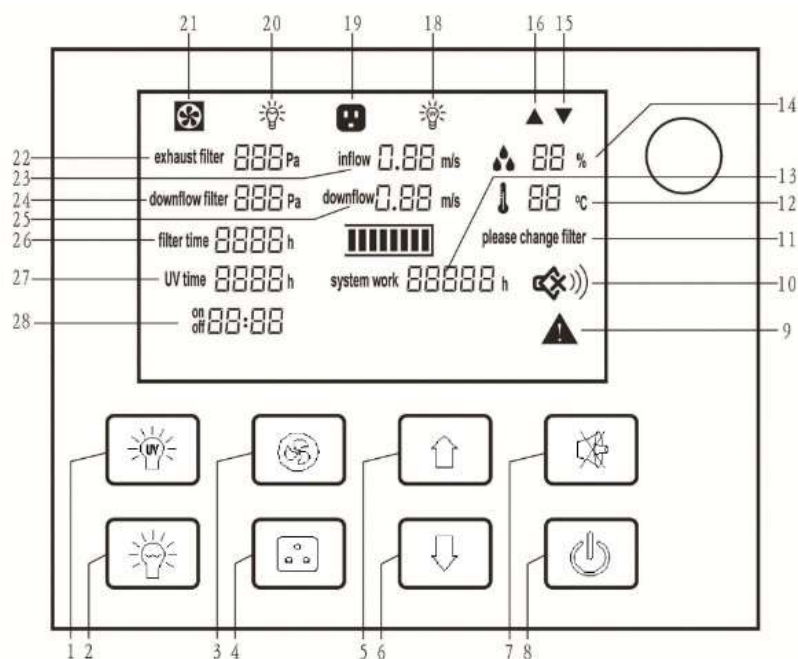 21 20 19 18 16 15
14
22 exhaust filter 888 Pa inflow 0.88 m/s 88 %
23 13
24 downflow filter 888 Pa downflow 0.88 m/s 88 °C 12
25
26 filter time 8888 h please change filter 11
27 UV time 8888 h system work 88888 h 10
28 on
off 88:88 9
UV
1 2 3 4 5 6 7 8